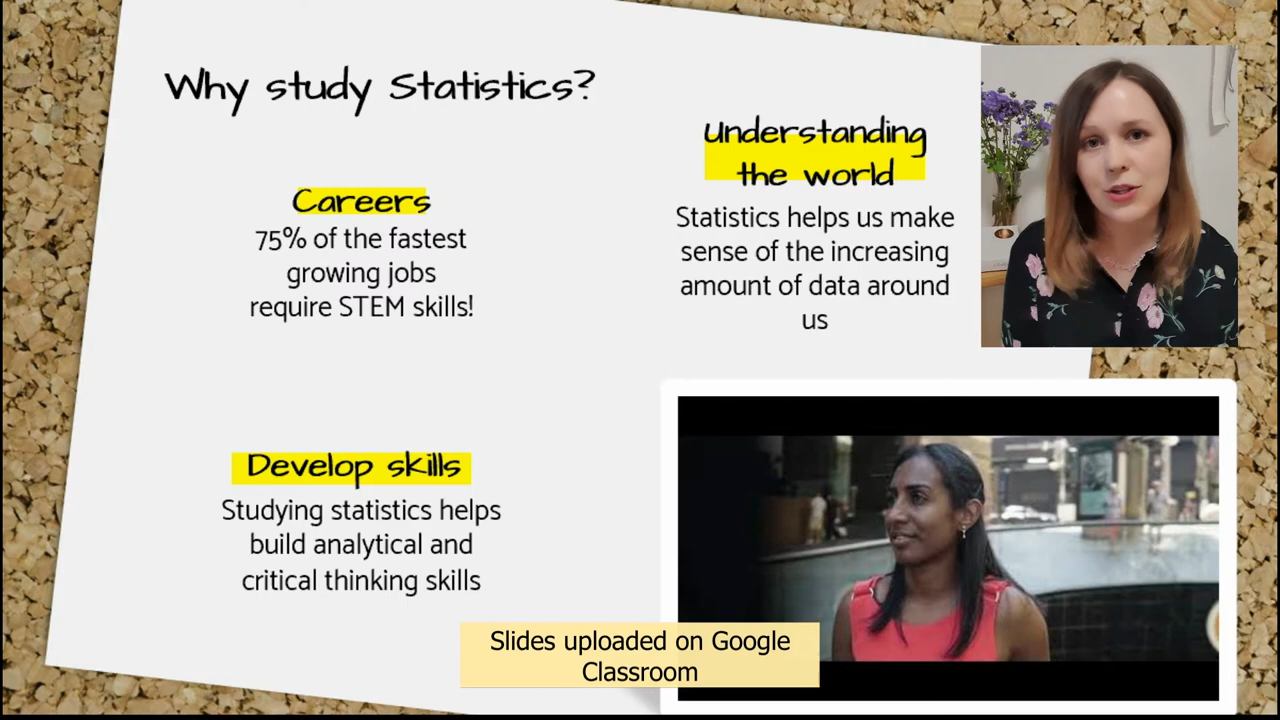 Why study Statistics?
Careers
75% of the fastest
growing jobs
require STEM skills!
Understanding
the world
Statistics helps us make
sense of the increasing
amount of data around
us
Develop skills
Studying statistics helps
build analytical and
critical thinking skills
Slides uploaded on Google
Classroom